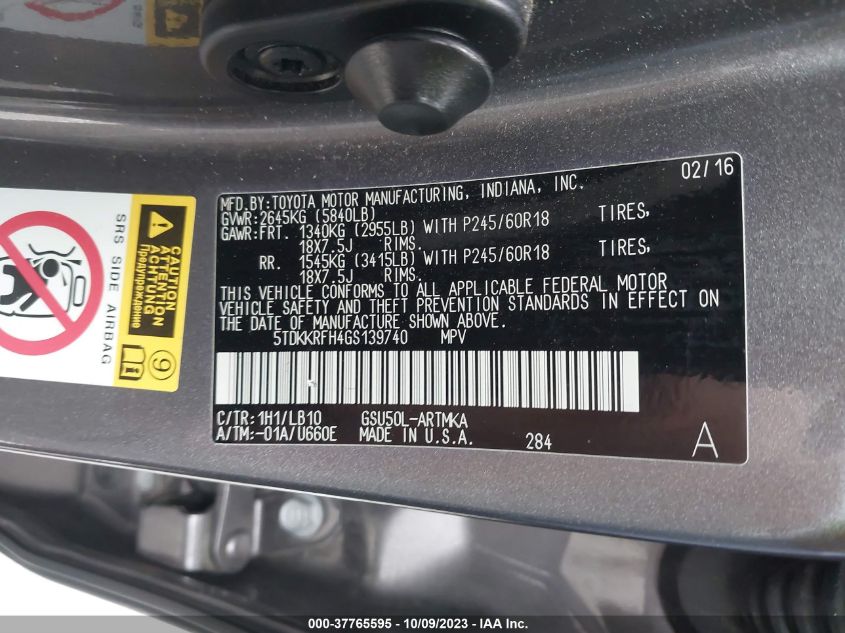 02/16
MFD.BY:TOYOTA MOTOR MANUFACTURING, INDIANA, INC.
GVWR:2645KG (5840LB)
GAWR:FRT. 1340KG (2955LB) WITH P245/60R18 TIRES,
18X7.5J RIMS.
RR. 1545KG (3415LB) WITH P245/60R18 TIRES,
18X7.5J RIMS.
THIS VEHICLE CONFORMS TO ALL APPLICABLE FEDERAL MOTOR
VEHICLE SAFETY AND THEFT PREVENTION STANDARDS IN EFFECT ON
THE DATE OF MANUFACTURE SHOWN ABOVE.
5TDKKRFH4GS139740 MPV
C/TR:1H1/LB10 GSU50L-ARTMKA
A/TM:-01A/U660E MADE IN U.S.A. 284 A
SRS SIDE AIRBAG
ATTENTION
ACHTUNG
Предупреждение
9
000-37765595 - 10/09/2023 - IAA Inc.